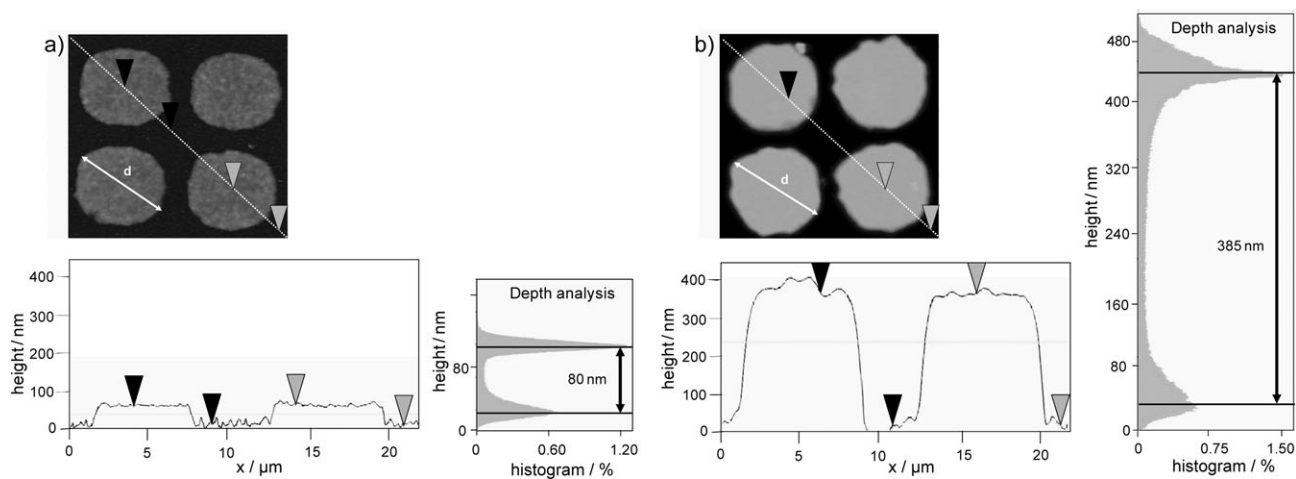 a)
d
400
300
200
100
0
height / nm
0
5
10
15
20
x / µm
Depth analysis
80
0
height / nm
80 nm
0
0.60
1.20
histogram / %
b)
d
400
300
200
100
0
height / nm
0
5
10
15
20
x / µm
Depth analysis
480
400
320
240
160
80
0
height / nm
385 nm
0
0.75
1.50
histogram / %